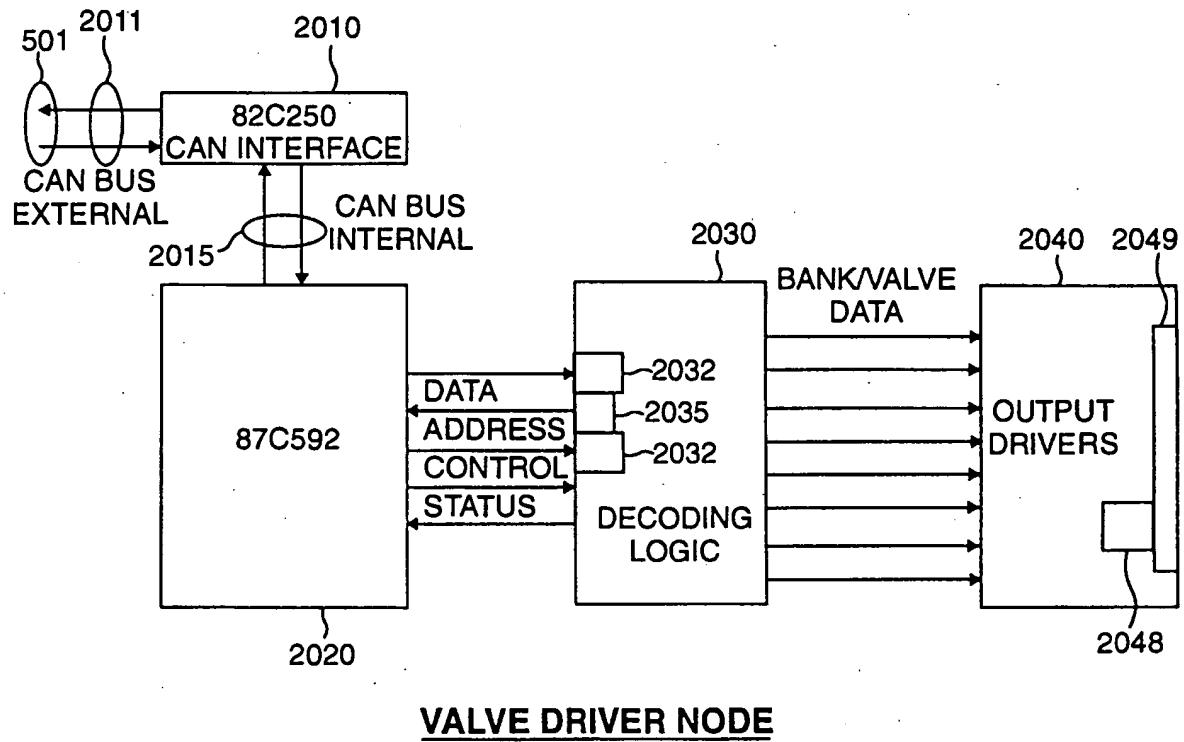 2011
501
2010
82C250
CAN INTERFACE
CAN BUS
EXTERNAL
CAN BUS
INTERNAL
2015
2030
BANK/VALVE
DATA
2040
2049
DATA
ADDRESS
CONTROL
STATUS
2032
2035
2032
87C592
DECODING
LOGIC
OUTPUT
DRIVERS
2048
2020
VALVE DRIVER NODE